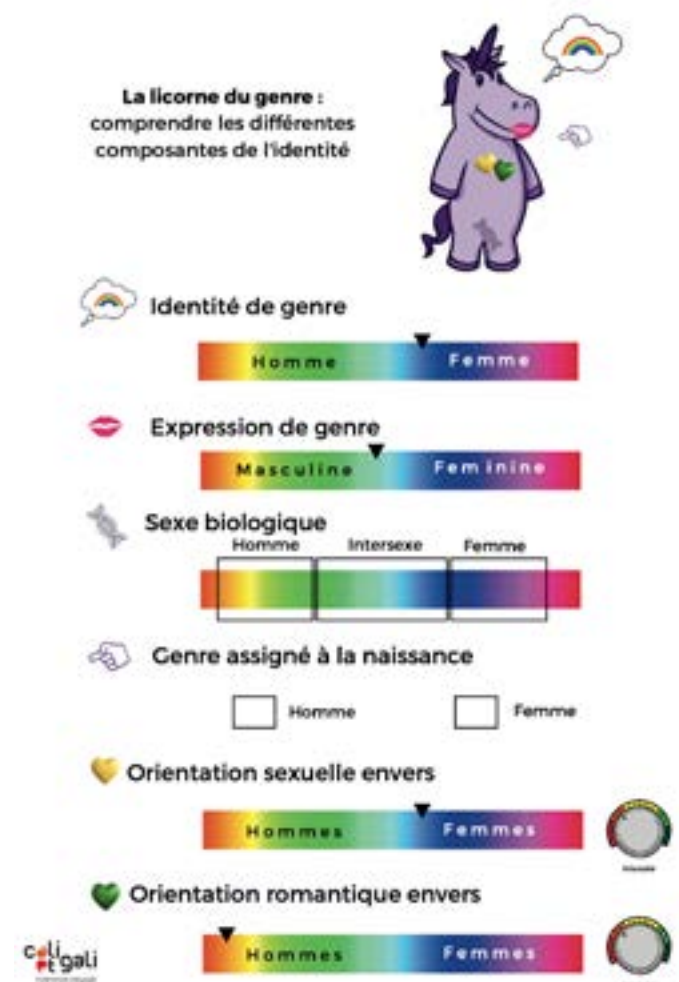 La licorne du genre :
comprendre les différentes
composantes de l'identité
Identité de genre
Homme Femme
Expression de genre
Masculine Feminine
Sexe biologique
Homme Intersexe Femme
Genre assigné à la naissance
Homme Femme
Orientation sexuelle envers
Hommes Femmes
Orientation romantique envers
Hommes Femmes
gali